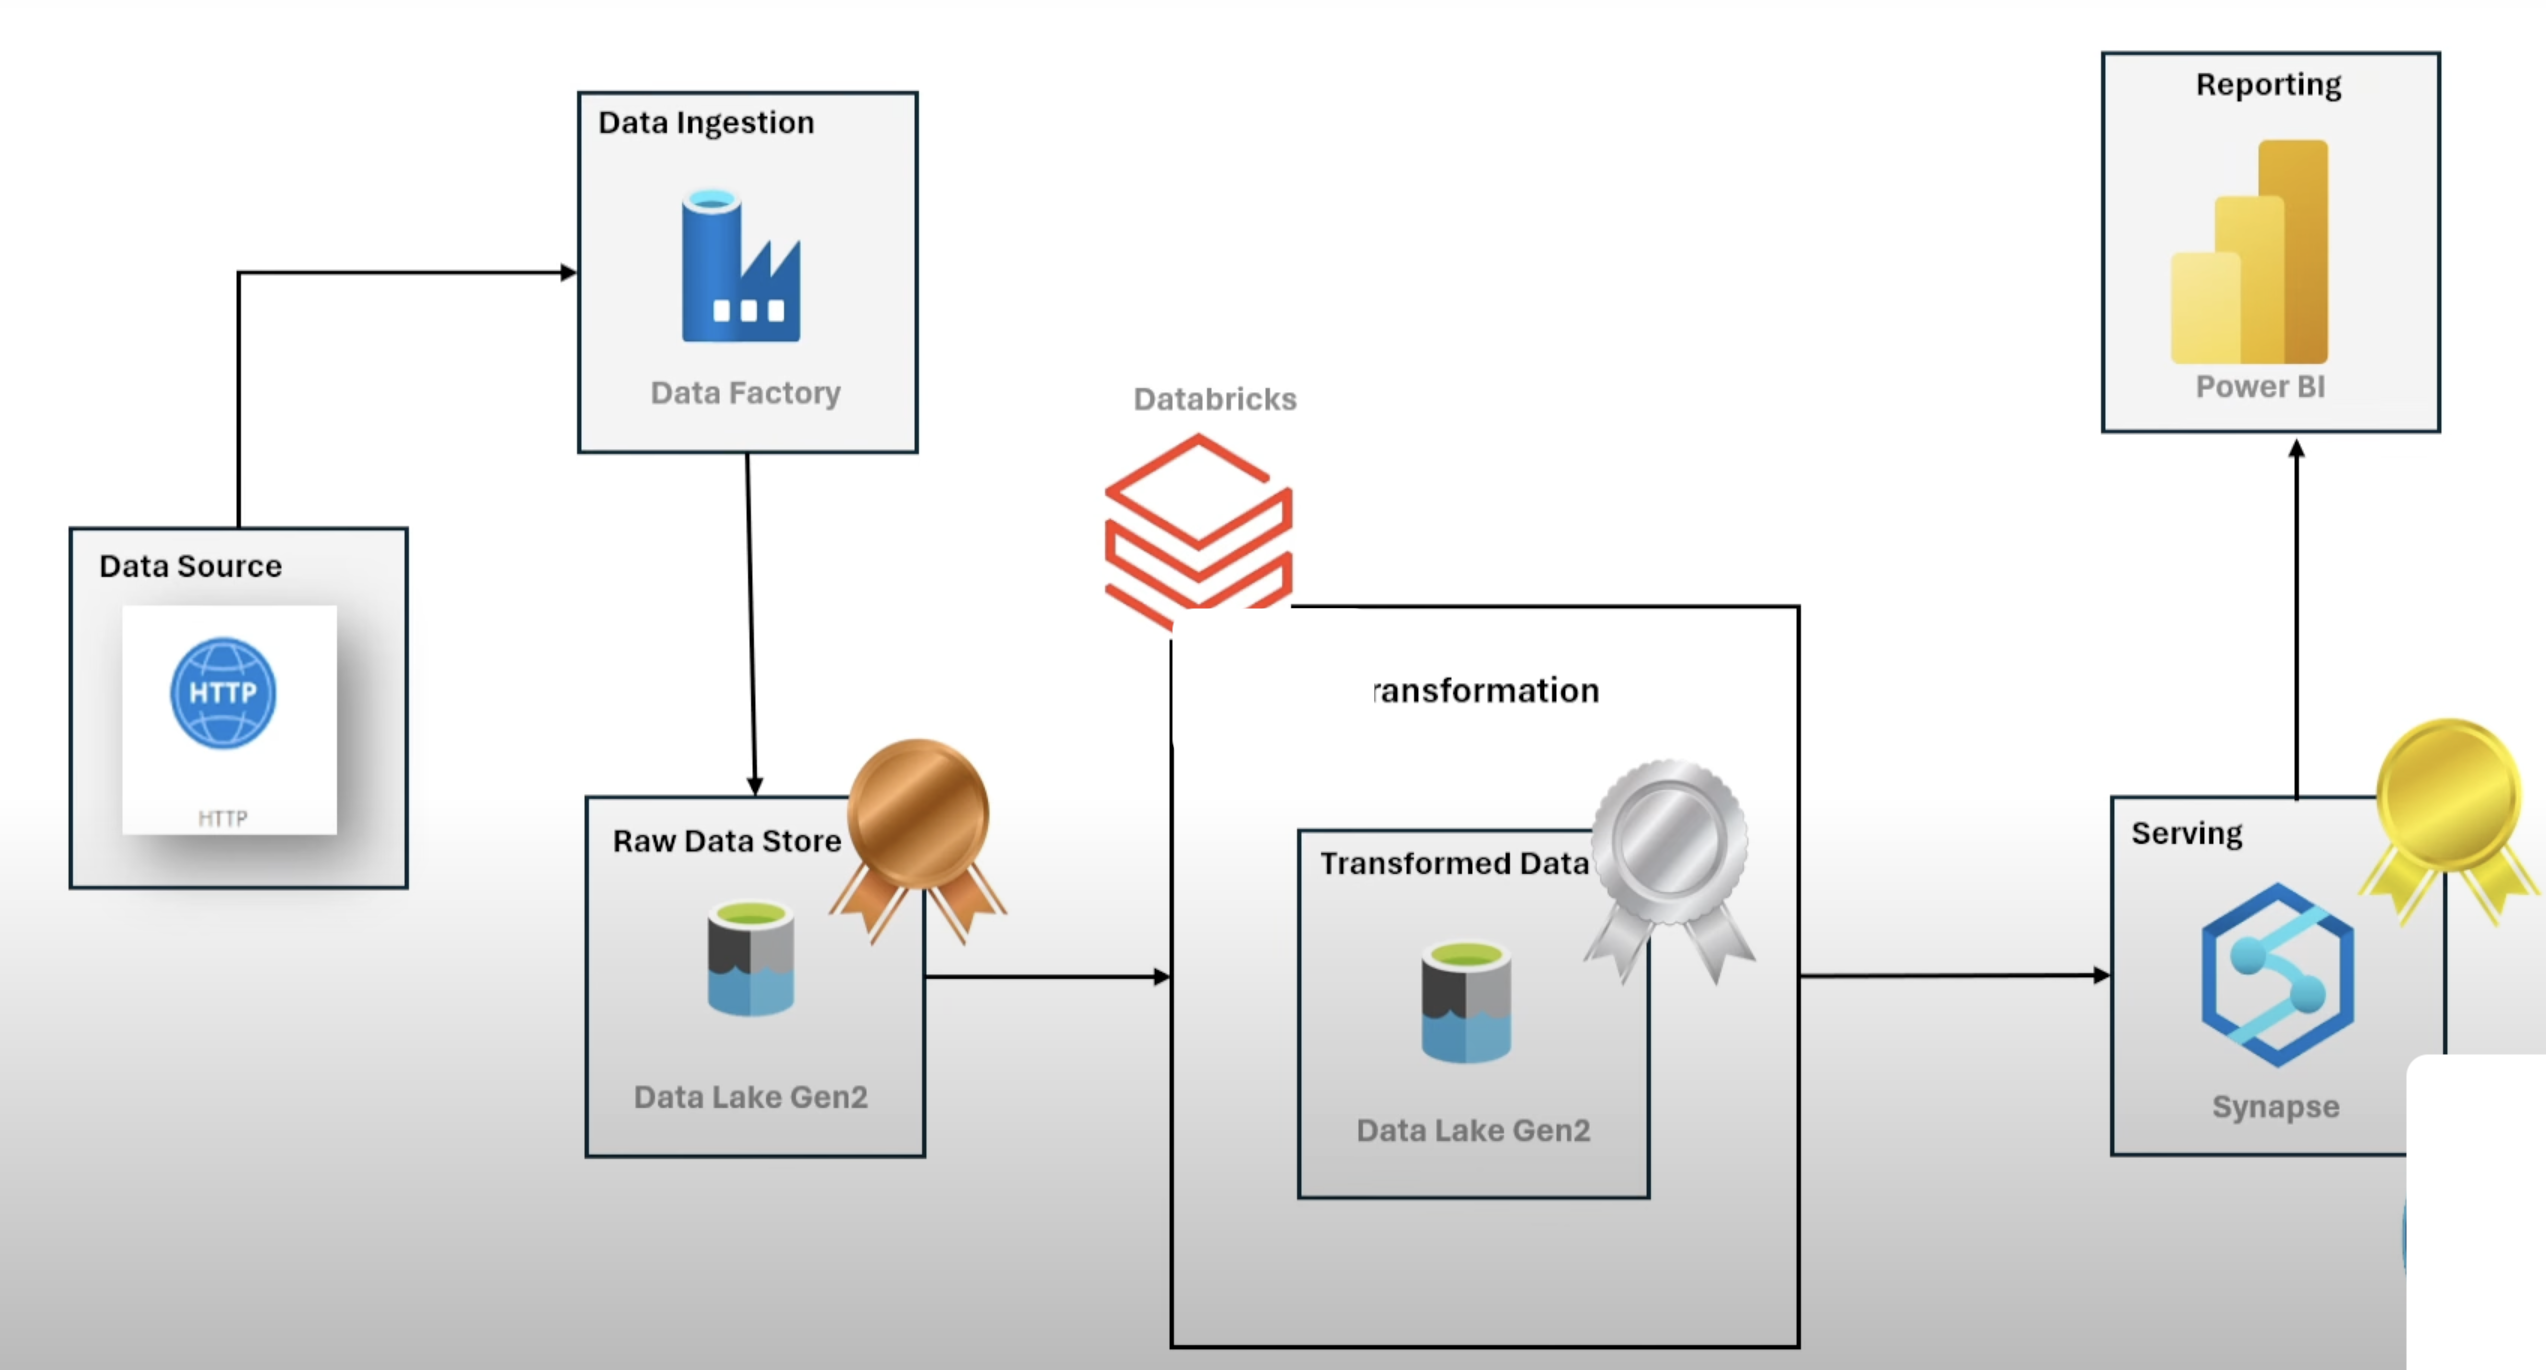 Data Source
HTTP
HTTP
Data Ingestion
Data Factory
Raw Data Store
Data Lake Gen2
Databricks
ransformation
Transformed Data
Data Lake Gen2
Serving
Synapse
Reporting
Power BI